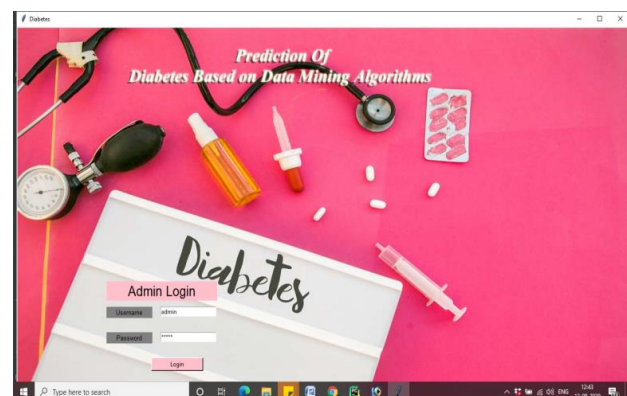 Diabetes
Prediction Of
Diabetes Based on Data Mining Algorithms
Diabetes
Admin Login
Username admin
Password *****
Login
Type here to search
ENG 12:43